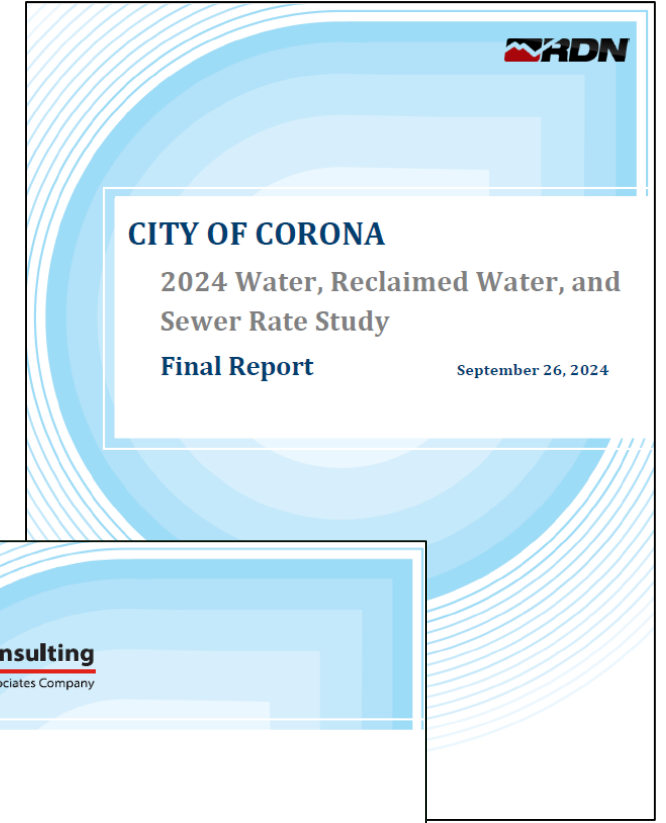 RDN
CITY OF CORONA
2024 Water, Reclaimed Water, and
Sewer Rate Study
Final Report September 26, 2024
nsulting
ociates Company